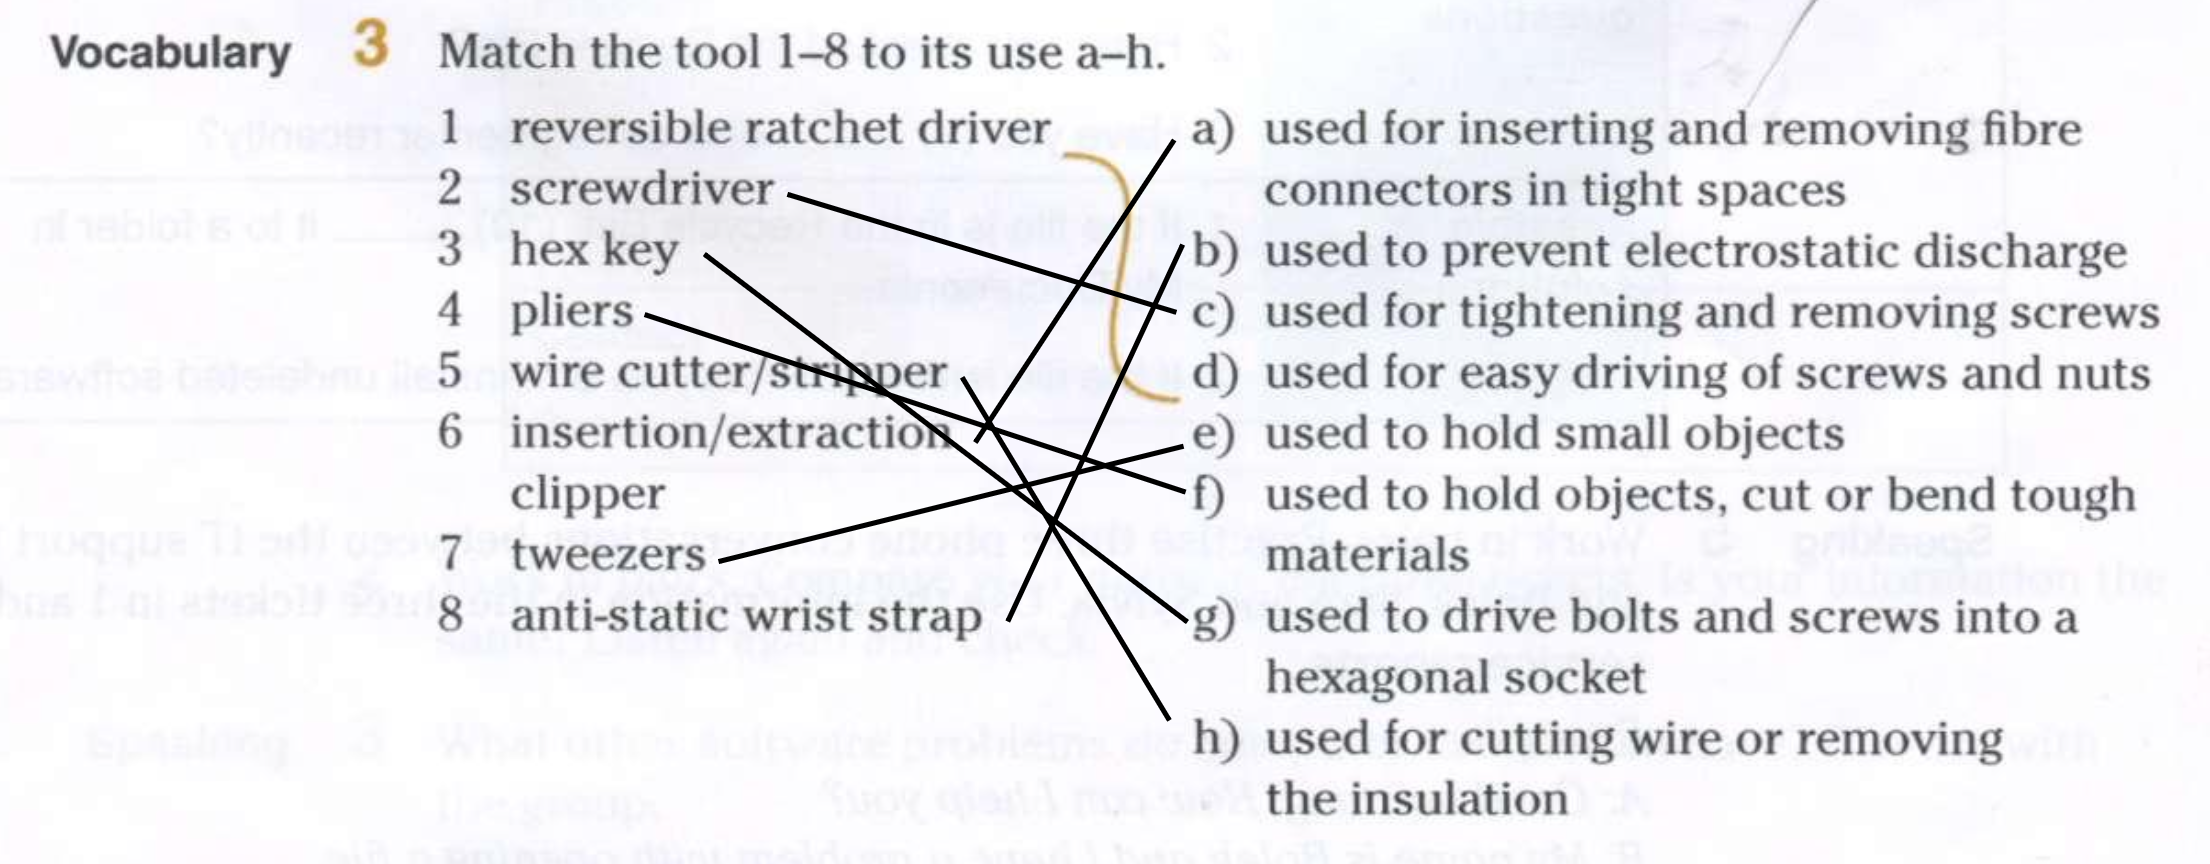 Vocabulary 3 Match the tool 1–8 to its use a–h.
1 reversible ratchet driver
2 screwdriver
3 hex key
4 pliers
5 wire cutter/stripper
6 insertion/extraction
clipper
7 tweezers
8 anti-static wrist strap
a) used for inserting and removing fibre
connectors in tight spaces
b) used to prevent electrostatic discharge
c) used for tightening and removing screws
d) used for easy driving of screws and nuts
e) used to hold small objects
f) used to hold objects, cut or bend tough
materials
g) used to drive bolts and screws into a
hexagonal socket
h) used for cutting wire or removing
the insulation